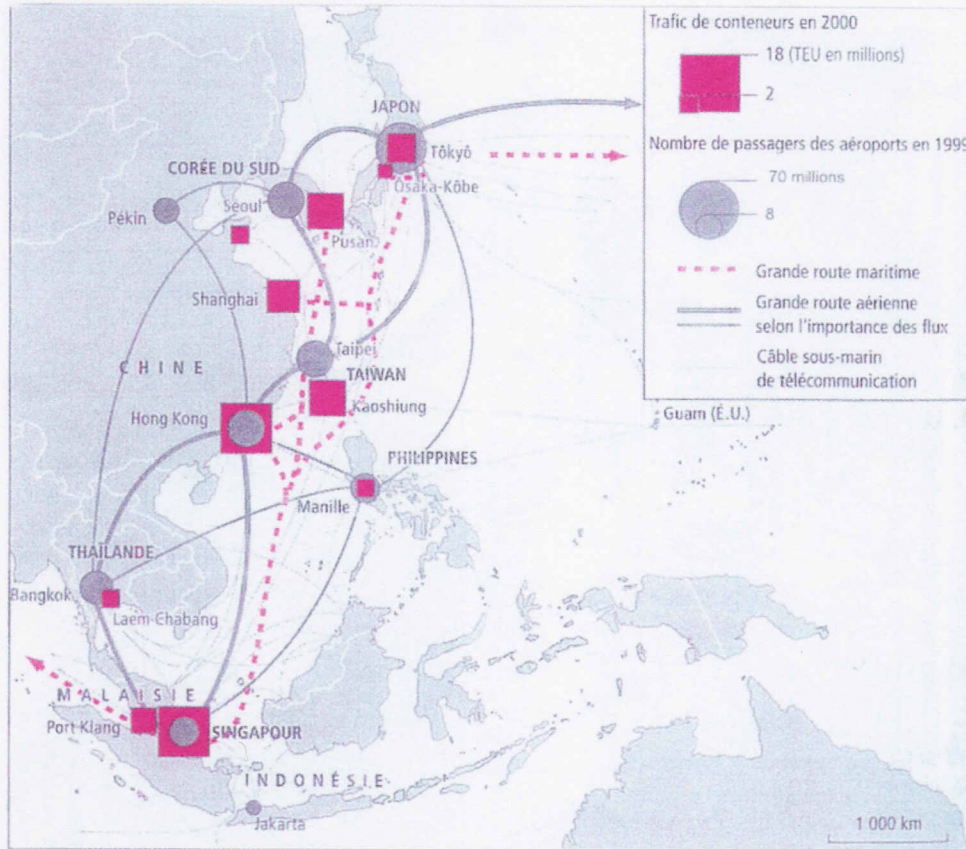 Trafic de conteneurs en 2000
18 (TEU en millions)
2
Nombre de passagers des aéroports en 1999
70 millions
8
Grande route maritime
Grande route aérienne
selon l'importance des flux
Câble sous-marin
de télécommunication
JAPON
Tôkyô
Osaka-Kôbe
CORÉE DU SUD
Séoul
Pékin
Pusan
Shanghai
Taipei
CHINE
TAIWAN
Kaoshiung
Hong Kong
Guam (É.U.)
PHILIPPINES
Manille
THAÏLANDE
Bangkok
Laem Chabang
MALAISIE
Port Klang
SINGAPOUR
INDONÉSIE
Jakarta
1 000 km